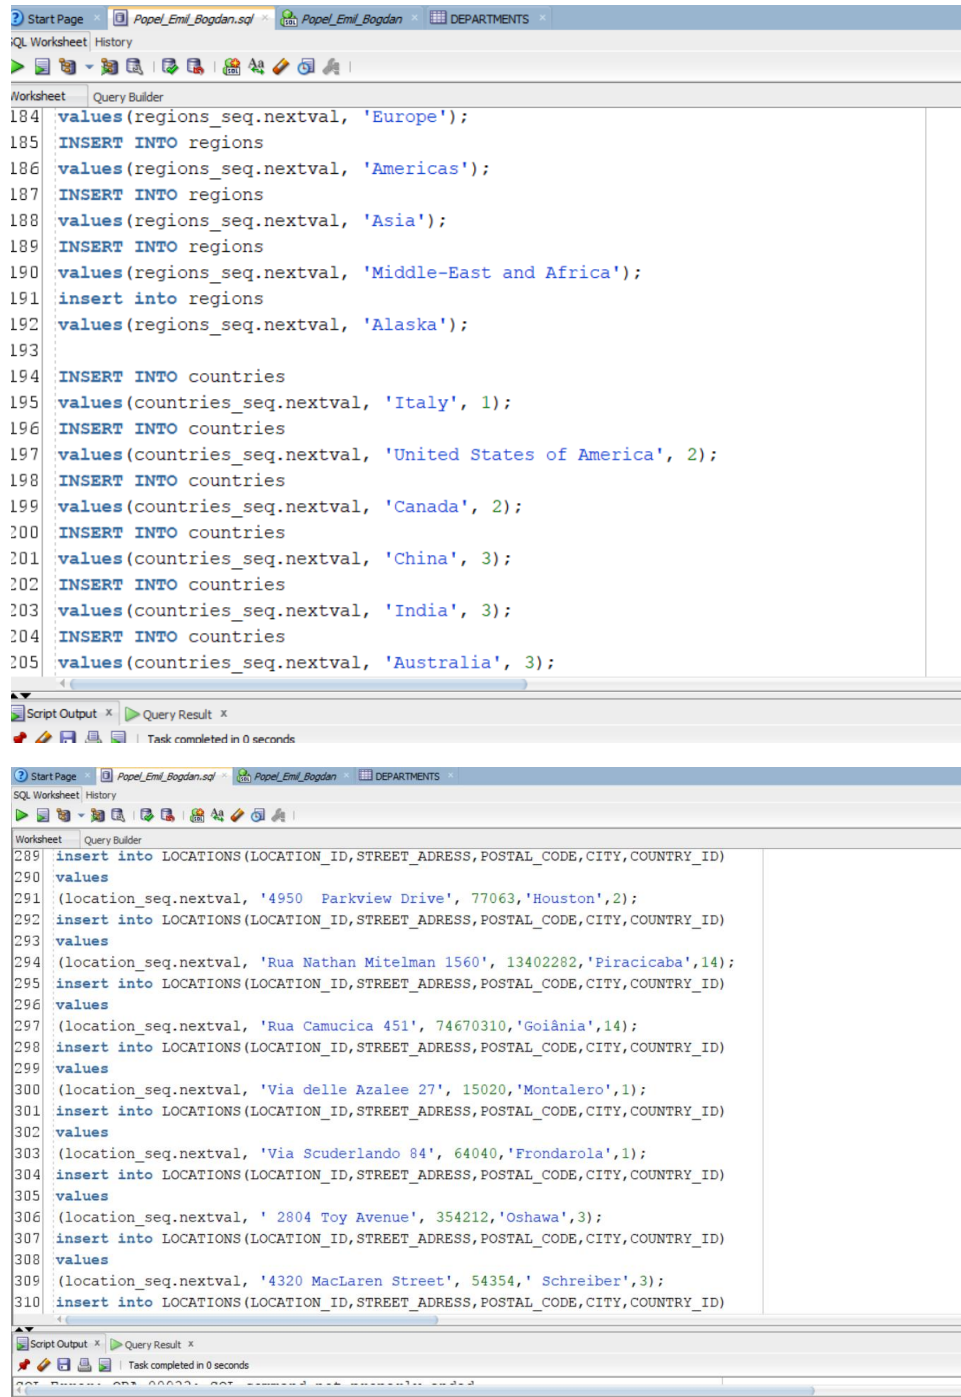 Start Page Popel_Emil_Bogdan.sql Popel_Emil_Bogdan DEPARTMENTS
SQL Worksheet History
Worksheet Query Builder
184 values(regions_seq.nextval, 'Europe');
185 INSERT INTO regions
186 values(regions_seq.nextval, 'Americas');
187 INSERT INTO regions
188 values(regions_seq.nextval, 'Asia');
189 INSERT INTO regions
190 values(regions_seq.nextval, 'Middle-East and Africa');
191 insert into regions
192 values(regions_seq.nextval, 'Alaska');
193
194 INSERT INTO countries
195 values(countries_seq.nextval, 'Italy', 1);
196 INSERT INTO countries
197 values(countries_seq.nextval, 'United States of America', 2);
198 INSERT INTO countries
199 values(countries_seq.nextval, 'Canada', 2);
200 INSERT INTO countries
201 values(countries_seq.nextval, 'China', 3);
202 INSERT INTO countries
203 values(countries_seq.nextval, 'India', 3);
204 INSERT INTO countries
205 values(countries_seq.nextval, 'Australia', 3);
Script Output x Query Result x
Task completed in 0 seconds
Start Page Popel_Emil_Bogdan.sql Popel_Emil_Bogdan DEPARTMENTS
SQL Worksheet History
Worksheet Query Builder
289 insert into LOCATIONS(LOCATION_ID,STREET_ADRESS,POSTAL_CODE,CITY,COUNTRY_ID)
290 values
291 (location_seq.nextval, '4950  Parkview Drive', 77063,'Houston',2);
292 insert into LOCATIONS(LOCATION_ID,STREET_ADRESS,POSTAL_CODE,CITY,COUNTRY_ID)
293 values
294 (location_seq.nextval, 'Rua Nathan Mitelman 1560', 13402282,'Piracicaba',14);
295 insert into LOCATIONS(LOCATION_ID,STREET_ADRESS,POSTAL_CODE,CITY,COUNTRY_ID)
296 values
297 (location_seq.nextval, 'Rua Camucica 451', 74670310,'Goiânia',14);
298 insert into LOCATIONS(LOCATION_ID,STREET_ADRESS,POSTAL_CODE,CITY,COUNTRY_ID)
299 values
300 (location_seq.nextval, 'Via delle Azalee 27', 15020,'Montalero',1);
301 insert into LOCATIONS(LOCATION_ID,STREET_ADRESS,POSTAL_CODE,CITY,COUNTRY_ID)
302 values
303 (location_seq.nextval, 'Via Scuderlando 84', 64040,'Frondarola',1);
304 insert into LOCATIONS(LOCATION_ID,STREET_ADRESS,POSTAL_CODE,CITY,COUNTRY_ID)
305 values
306 (location_seq.nextval, ' 2804 Toy Avenue', 354212,'Oshawa',3);
307 insert into LOCATIONS(LOCATION_ID,STREET_ADRESS,POSTAL_CODE,CITY,COUNTRY_ID)
308 values
309 (location_seq.nextval, '4320 MacLaren Street', 54354,' Schreiber',3);
310 insert into LOCATIONS(LOCATION_ID,STREET_ADRESS,POSTAL_CODE,CITY,COUNTRY_ID)
Script Output x Query Result x
Task completed in 0 seconds